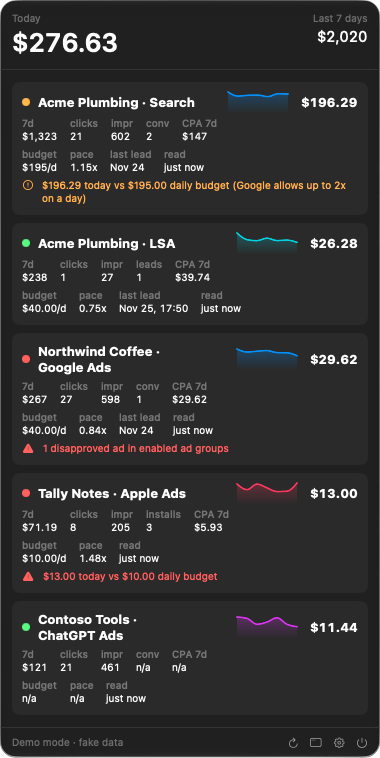 Today Last 7 days
$276.63 $2,020
Acme Plumbing · Search $196.29
7d clicks impr conv CPA 7d
$1,323 21 602 2 $147
budget pace last lead read
$195/d 1.15x Nov 24 just now
$196.29 today vs $195.00 daily budget (Google allows up to 2x
on a day)
Acme Plumbing · LSA $26.28
7d clicks impr leads CPA 7d
$238 1 27 1 $39.74
budget pace last lead read
$40.00/d 0.75x Nov 25, 17:50 just now
Northwind Coffee ·
Google Ads $29.62
7d clicks impr conv CPA 7d
$267 27 598 1 $29.62
budget pace last lead read
$40.00/d 0.84x Nov 24 just now
1 disapproved ad in enabled ad groups
Tally Notes · Apple Ads $13.00
7d clicks impr installs CPA 7d
$71.19 8 205 3 $5.93
budget pace read
$10.00/d 1.48x just now
$13.00 today vs $10.00 daily budget
Contoso Tools ·
ChatGPT Ads $11.44
7d clicks impr conv CPA 7d
$121 21 461 n/a n/a
budget pace read
n/a n/a just now
Demo mode · fake data